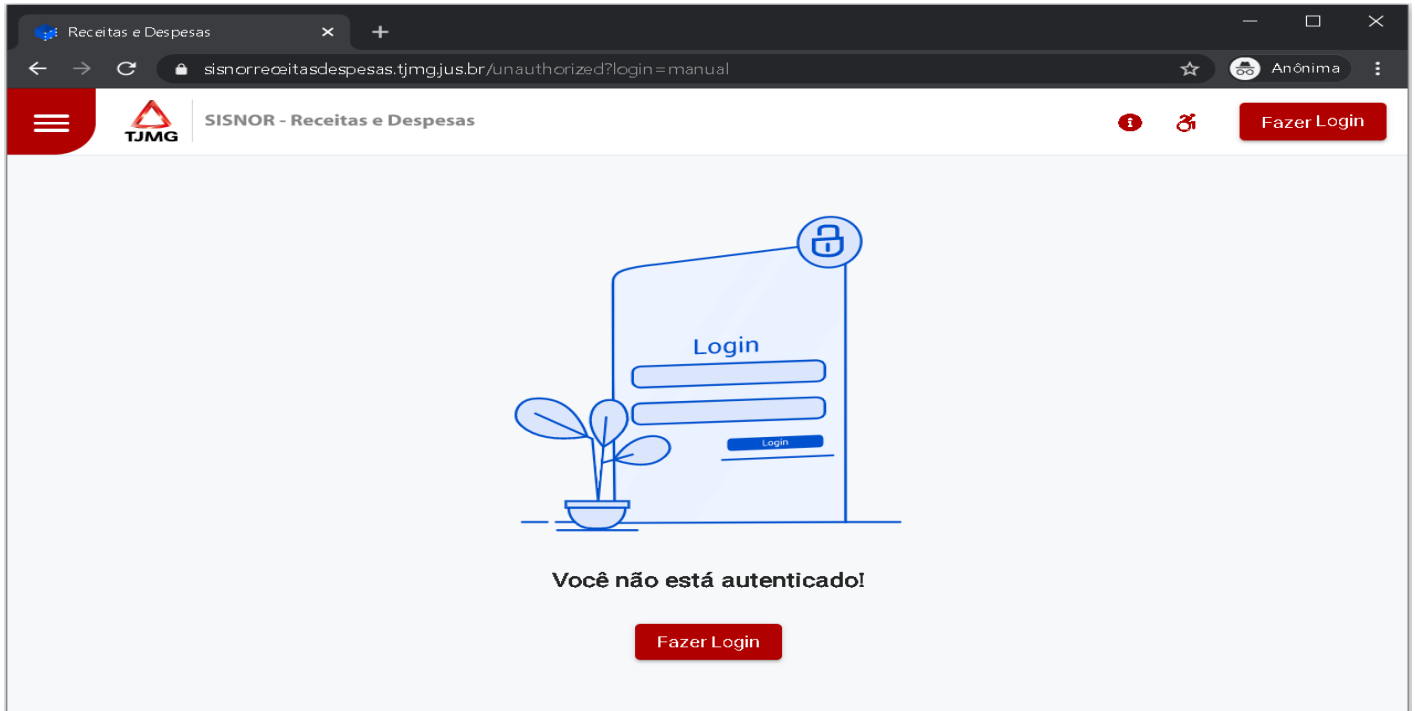 Receitas e Despesas
sisnorreceitasdespesas.tjmg.jus.br/unauthorized?login=manual
Anônima
TJMG
SISNOR - Receitas e Despesas
Fazer Login
Login
Login
Você não está autenticado!
Fazer Login